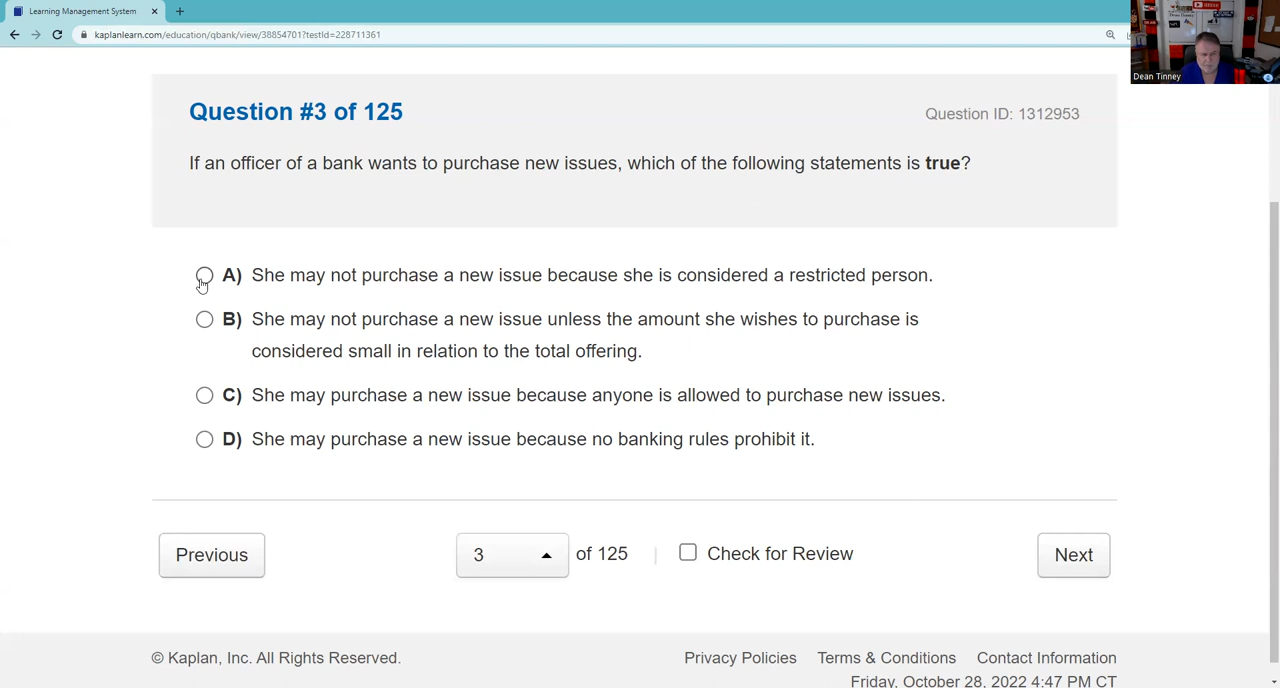 Learning Management System
kaplanlearn.com/education/qbank/view/38854701?testId=228711361
Dean Tinney
Question #3 of 125
Question ID: 1312953
If an officer of a bank wants to purchase new issues, which of the following statements is true?
A) She may not purchase a new issue because she is considered a restricted person.
B) She may not purchase a new issue unless the amount she wishes to purchase is
considered small in relation to the total offering.
C) She may purchase a new issue because anyone is allowed to purchase new issues.
D) She may purchase a new issue because no banking rules prohibit it.
Previous
3
of 125
Check for Review
Next
© Kaplan, Inc. All Rights Reserved.
Privacy Policies
Terms & Conditions
Contact Information
Friday, October 28, 2022 4:47 PM CT